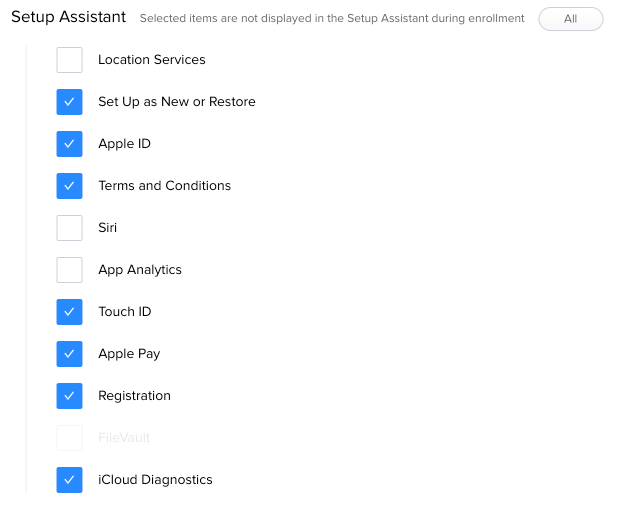 Setup Assistant Selected items are not displayed in the Setup Assistant during enrollment All
Location Services
Set Up as New or Restore
Apple ID
Terms and Conditions
Siri
App Analytics
Touch ID
Apple Pay
Registration
FileVault
iCloud Diagnostics